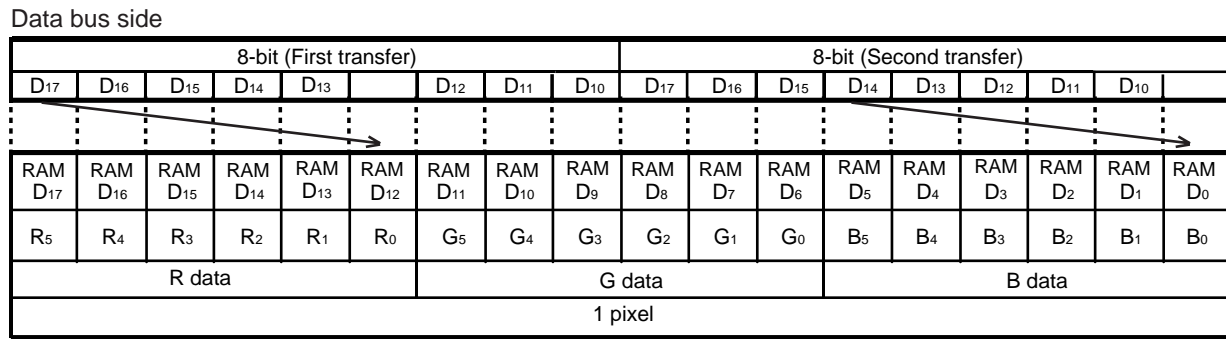 Data bus side
8-bit (First transfer) 8-bit (Second transfer)
D17 D16 D15 D14 D13 D12 D11 D10 D17 D16 D15 D14 D13 D12 D11 D10
RAM RAM RAM RAM RAM RAM RAM RAM RAM RAM RAM RAM RAM RAM RAM RAM RAM RAM
D17 D16 D15 D14 D13 D12 D11 D10 D9 D8 D7 D6 D5 D4 D3 D2 D1 D0
R5 R4 R3 R2 R1 R0 G5 G4 G3 G2 G1 G0 B5 B4 B3 B2 B1 B0
R data G data B data
1 pixel